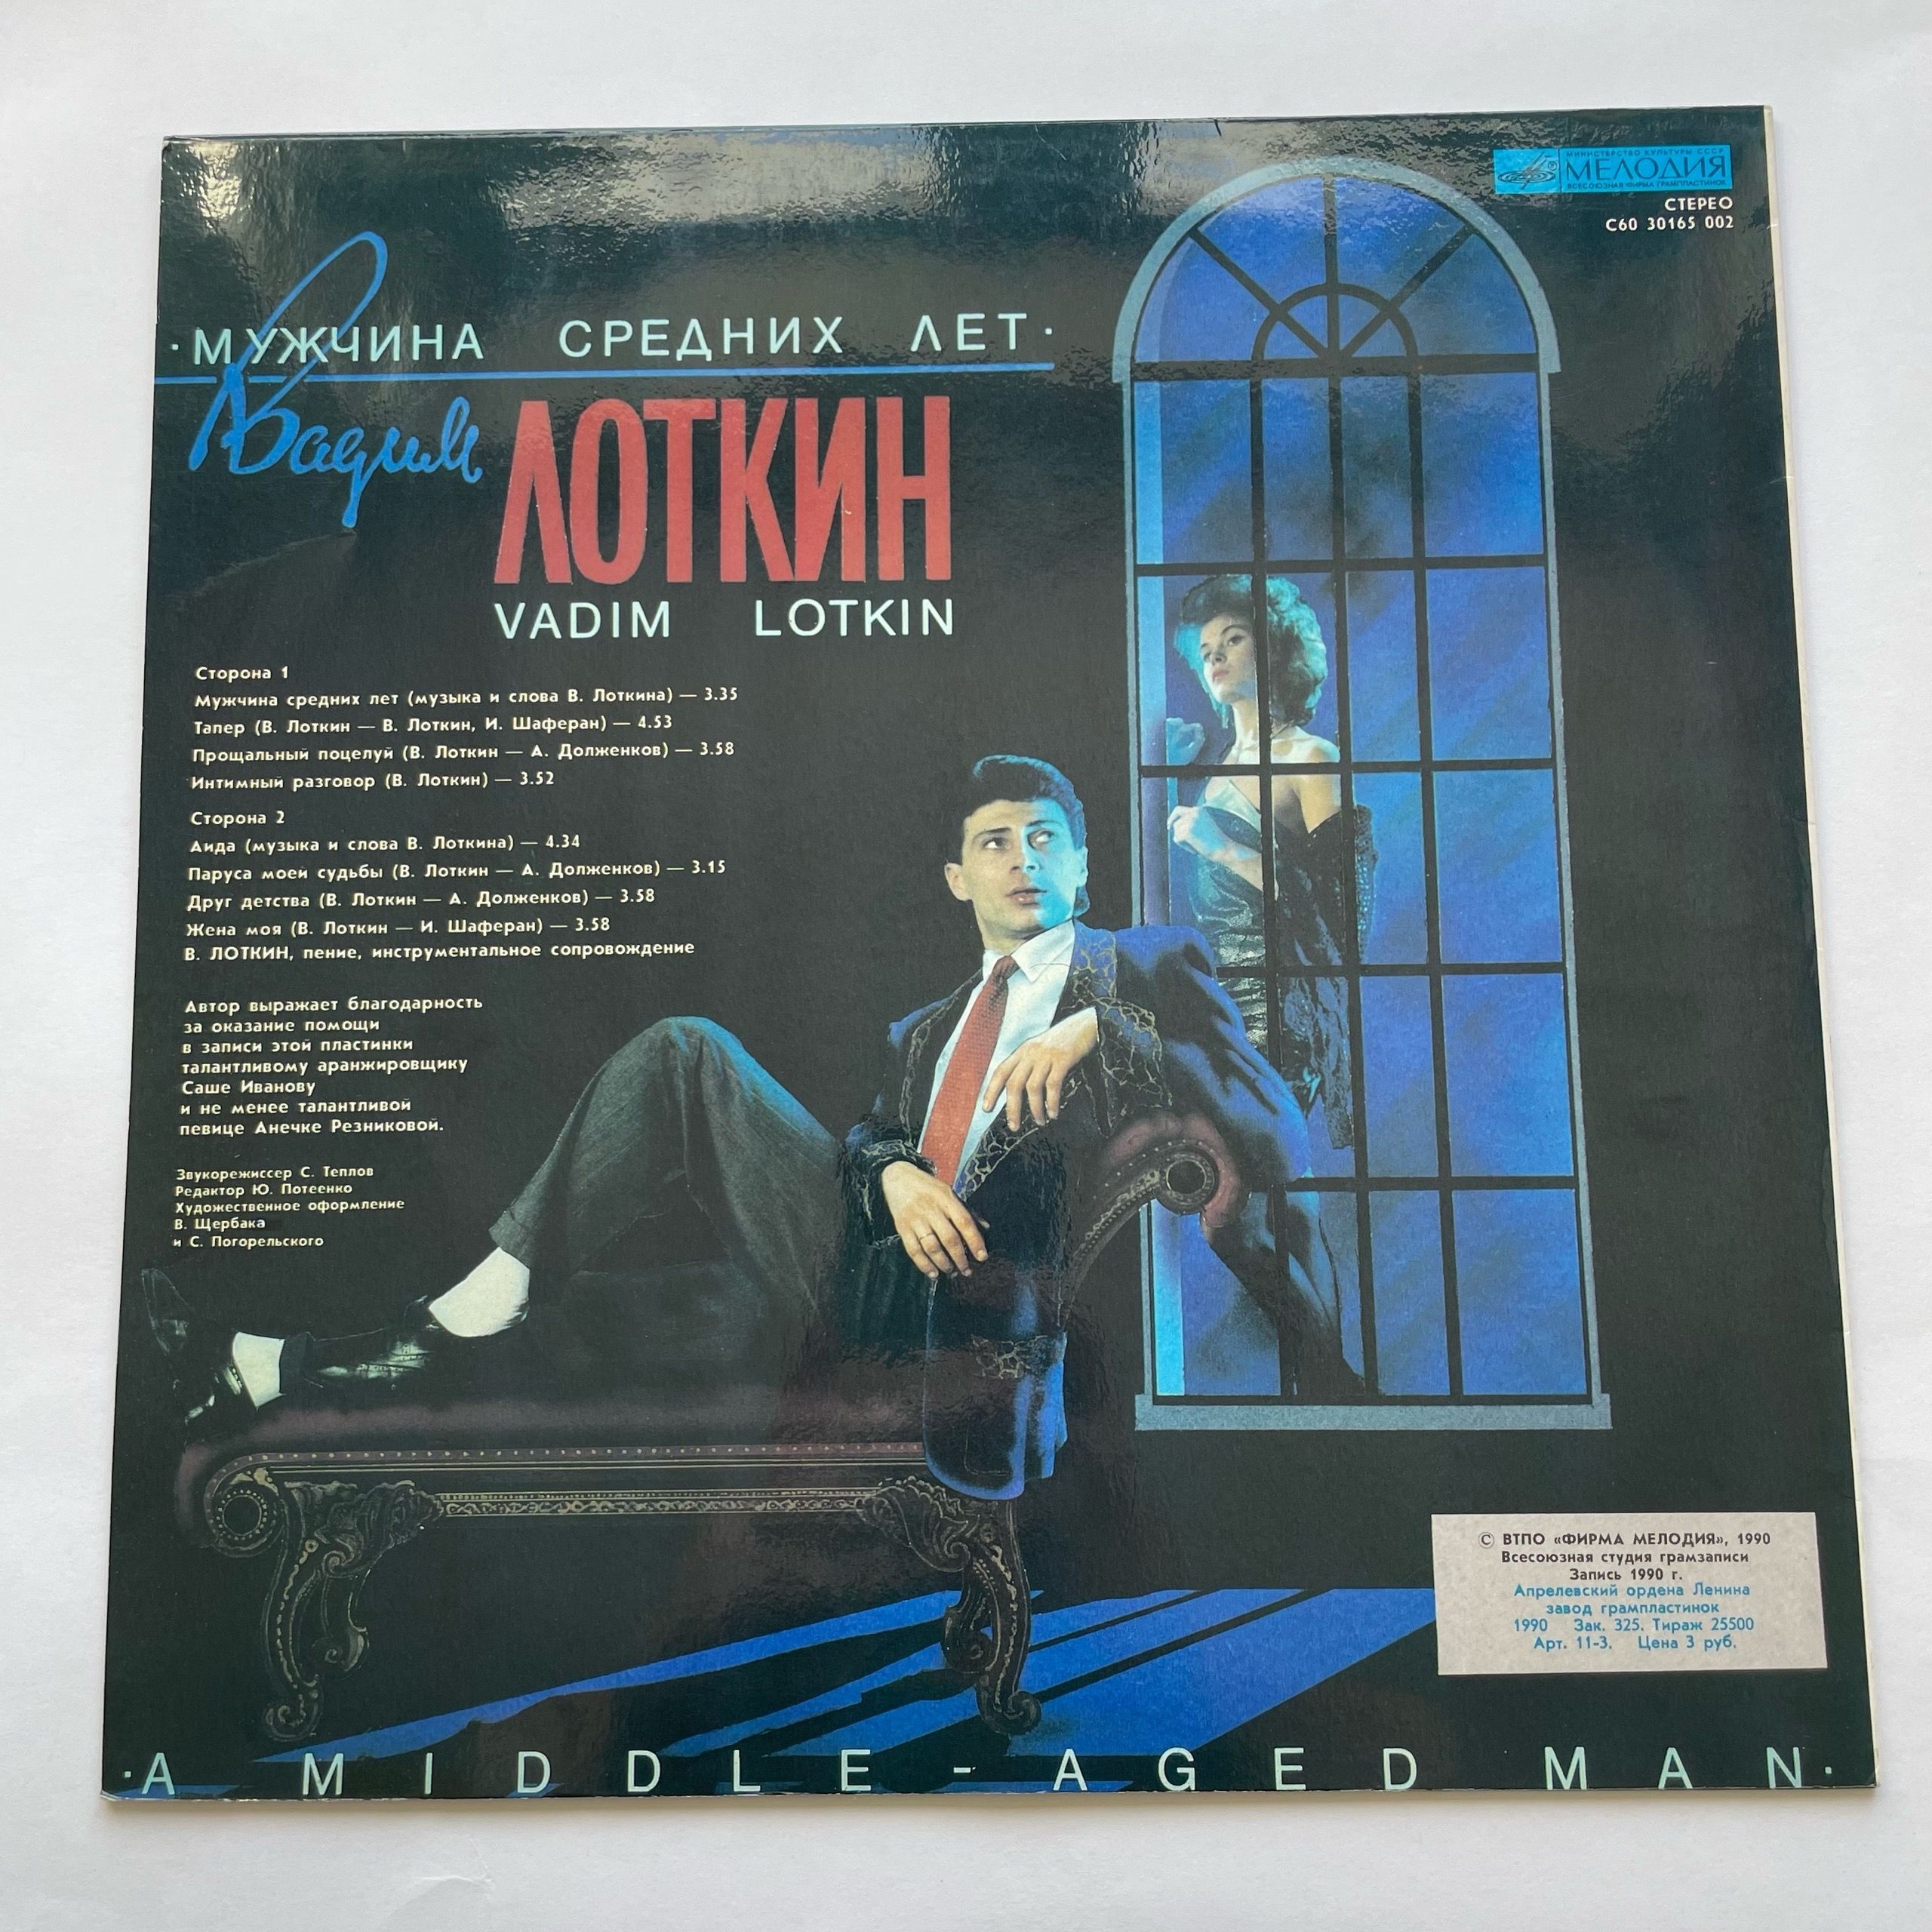 МИНИСТЕРСТВО КУЛЬТУРЫ СССР
МЕЛОДИЯ
ВСЕСОЮЗНАЯ ФИРМА ГРАМПЛАСТИНОК
СТЕРЕО
С60 30165 002
·МУЖЧИНА СРЕДНИХ ЛЕТ·
Вадим
ЛОТКИН
VADIM LOTKIN
Сторона 1
Мужчина средних лет (музыка и слова В. Лоткина) — 3.35
Тапер (В. Лоткин — В. Лоткин, И. Шаферан) — 4.53
Прощальный поцелуй (В. Лоткин — А. Долженков) — 3.58
Интимный разговор (В. Лоткин) — 3.52
Сторона 2
Аида (музыка и слова В. Лоткина) — 4.34
Паруса моей судьбы (В. Лоткин — А. Долженков) — 3.15
Друг детства (В. Лоткин — А. Долженков) — 3.58
Жена моя (В. Лоткин — И. Шаферан) — 3.58
В. ЛОТКИН, пение, инструментальное сопровождение
Автор выражает благодарность
за оказание помощи
в записи этой пластинки
талантливому аранжировщику
Саше Иванову
и не менее талантливой
певице Анечке Резниковой.
Звукорежиссер С. Теплов
Редактор Ю. Потеенко
Художественное оформление
В. Щербака
и С. Погорельского
© ВТПО «ФИРМА МЕЛОДИЯ», 1990
Всесоюзная студия грамзаписи
Запись 1990 г.
Апрелевский ордена Ленина
завод грампластинок
1990 Зак. 325. Тираж 25500
Арт. 11-3. Цена 3 руб.
·A MIDDLE-AGED MAN·